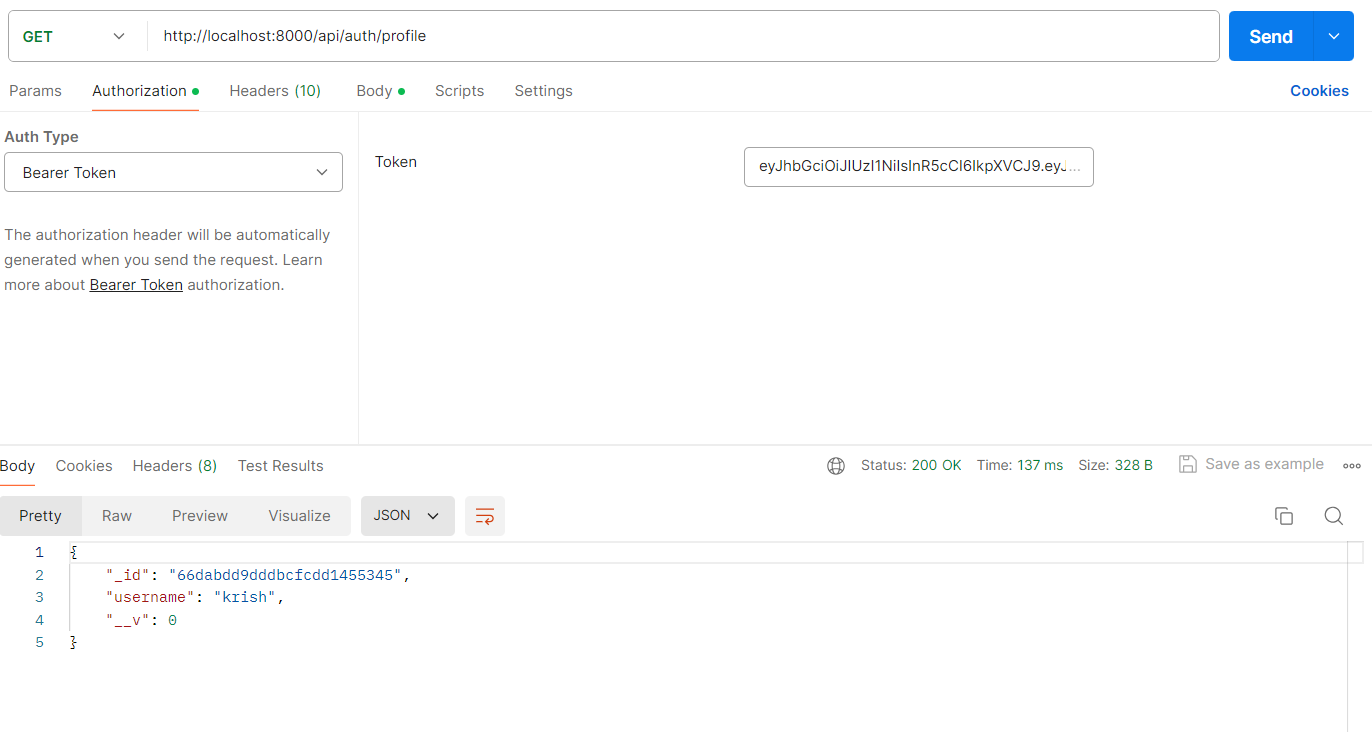 GET http://localhost:8000/api/auth/profile Send
Params Authorization Headers (10) Body Scripts Settings Cookies
Auth Type
Bearer Token
Token eyJhbGciOiJIUzI1NiIsInR5cCI6IkpXVCJ9.eyJ...
The authorization header will be automatically
generated when you send the request. Learn
more about Bearer Token authorization.
Body Cookies Headers (8) Test Results Status: 200 OK Time: 137 ms Size: 328 B Save as example
Pretty Raw Preview Visualize JSON
1 {
2 "_id": "66dabdd9dddbcfcdd1455345",
3 "username": "krish",
4 "__v": 0
5 }